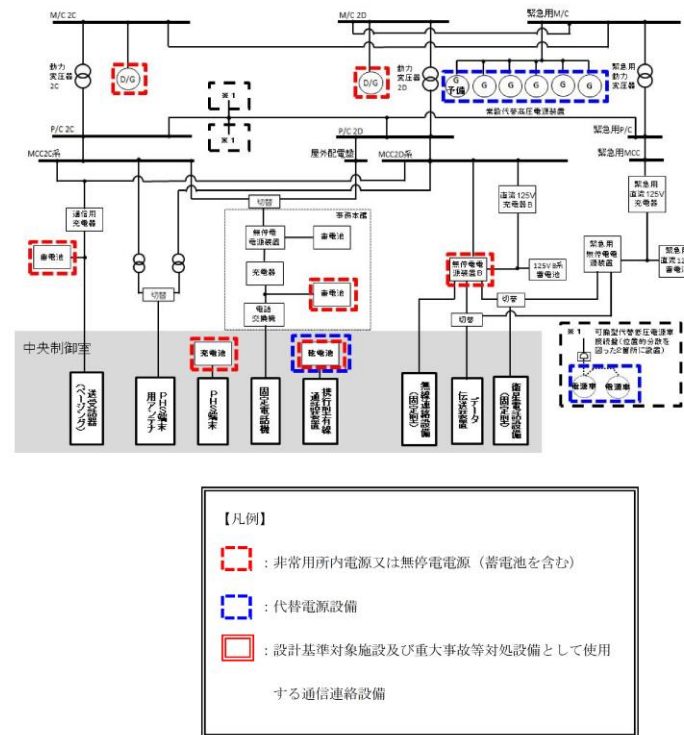 M/C 2C
M/C 2D
緊急用M/C
動力
変圧器
2C
D/G
D/G
動力
変圧器
2D
G
予備
G
G
G
G
G
緊急用
動力
変圧器
常設代替高圧電源装置
※1
※1
P/C 2C
P/C 2D
緊急用P/C
MCC2C系
屋外配電盤
MCC2D系
緊急用MCC
切替
事務本館
通信用
充電器
無停電
電源装置
蓄電池
直流125V
充電器B
緊急用
直流125V
充電器
蓄電池
充電器
蓄電池
無停電電
源装置B
125V B系
蓄電池
緊急用
無停電電
源装置
緊急用
直流12
蓄電池
切替
電話
交換機
切替
切替
中央制御室
充電池
乾電池
※1
可搬型代替高圧電源車
接続盤(位置的分散を
図った2箇所に設置)
電源車
電源車
送受話器
(ページング)
PHS端末
用アンテナ
PHS端末
固定電話機
携行型有線
通話装置
無線連絡設備
(固定型)
データ
伝送装置
衛星電話設備
(固定型)
【凡例】
:非常用所内電源又は無停電電源(蓄電池を含む)
:代替電源設備
:設計基準対象施設及び重大事故等対処設備として使用
する通信連絡設備